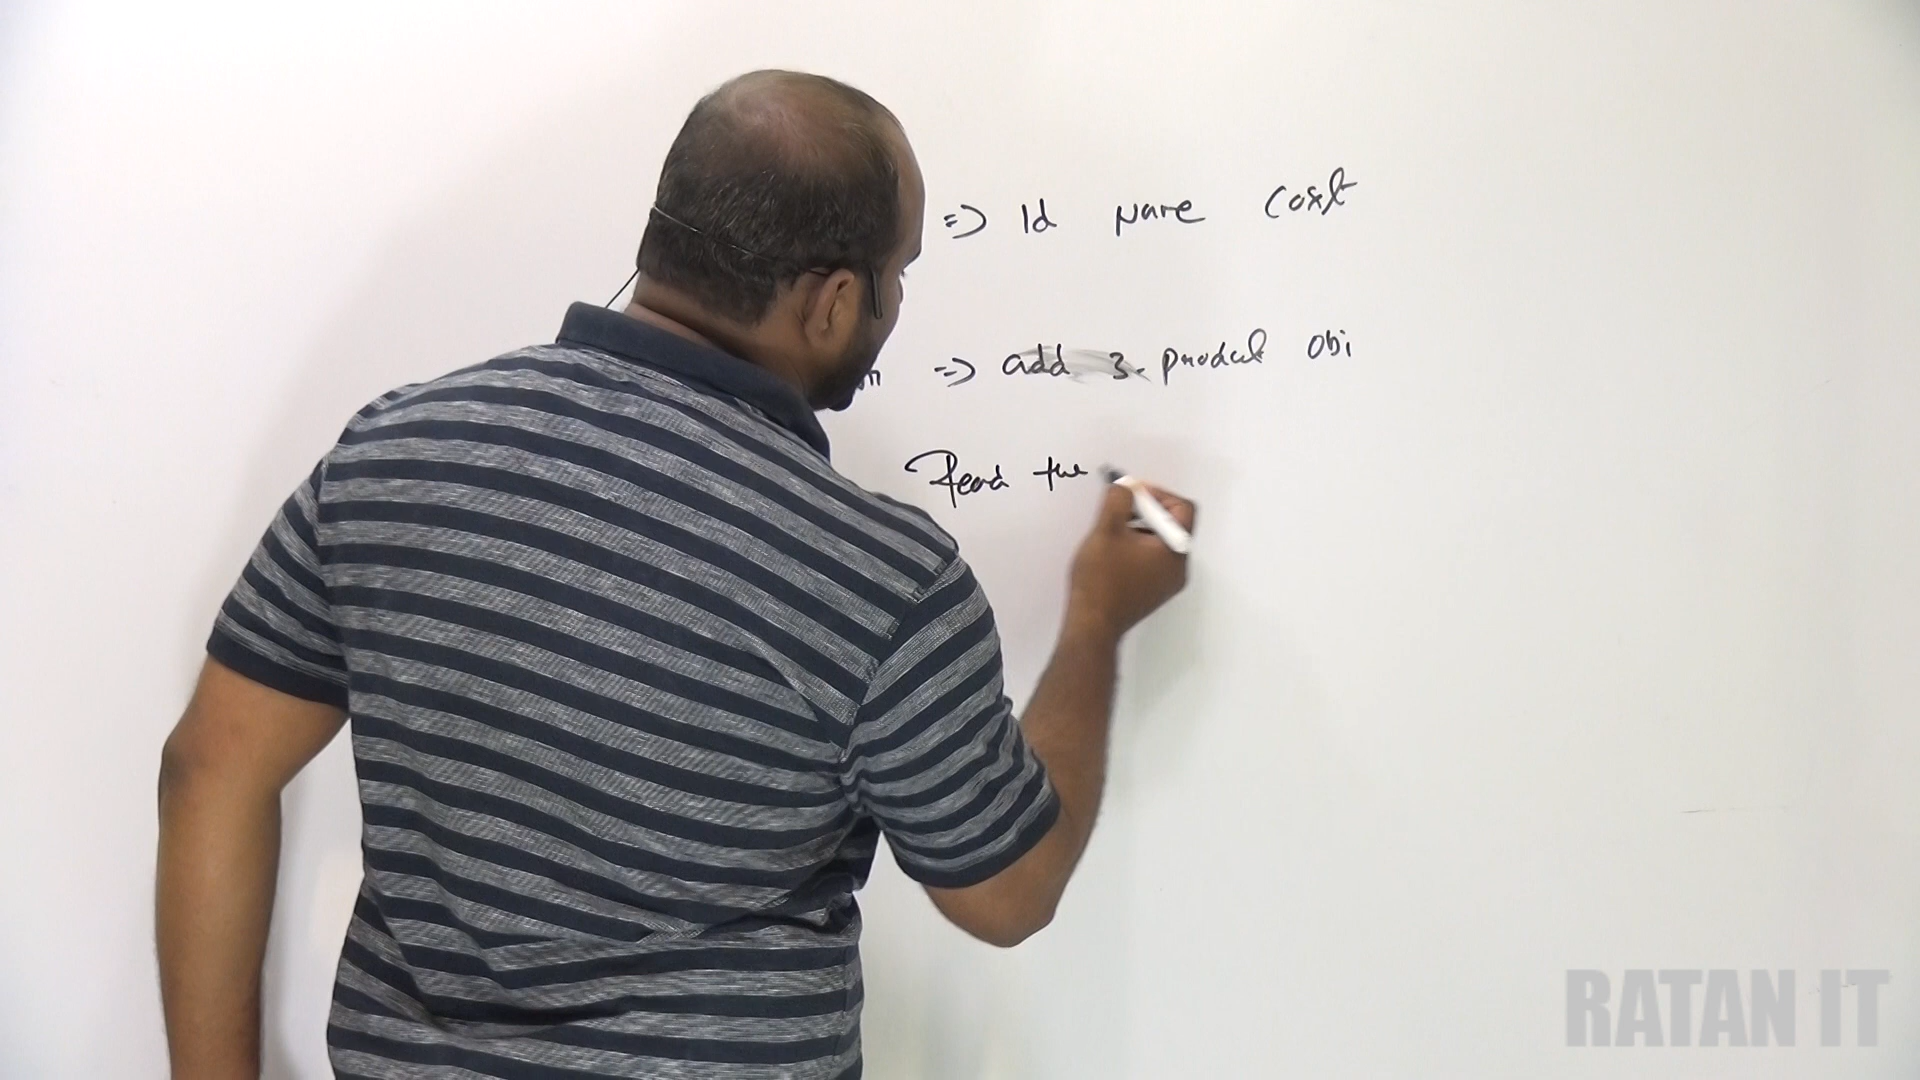 => Id Name Cost
=> add 3 product obj
Read the
RATAN IT